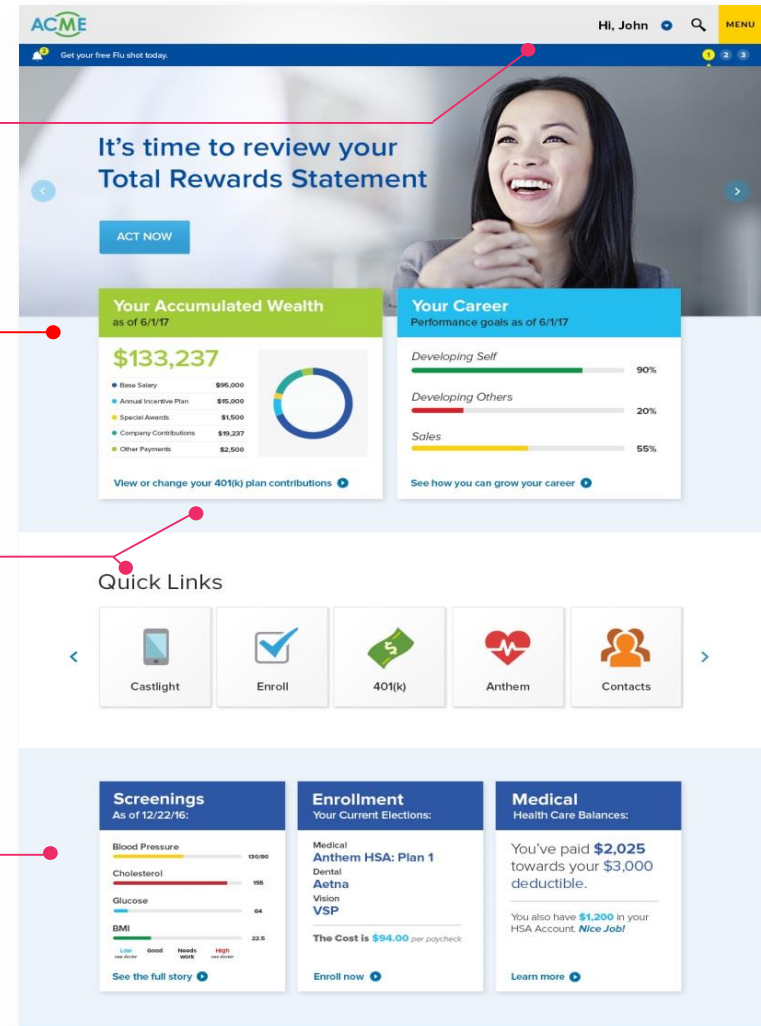 ACME
Hi, John
MENU
2
Get your free Flu shot today.
1 2 3
It's time to review your
Total Rewards Statement
ACT NOW
Your Accumulated Wealth
as of 6/1/17
$133,237
Base Salary $95,000
Annual Incentive Plan $15,000
Special Awards $1,500
Company Contributions $19,237
Other Payments $2,500
View or change your 401(k) plan contributions
Your Career
Performance goals as of 6/1/17
Developing Self
90%
Developing Others
20%
Sales
55%
See how you can grow your career
Quick Links
Castlight
Enroll
$
401(k)
Anthem
Contacts
Screenings
As of 12/22/16:
Blood Pressure
130/90
Cholesterol
155
Glucose
64
BMI
22.5
Low Good Needs High
see doctor work see doctor
See the full story
Enrollment
Your Current Elections:
Medical
Anthem HSA: Plan 1
Dental
Aetna
Vision
VSP
The Cost is $94.00 per paycheck
Enroll now
Medical
Health Care Balances:
You've paid $2,025
towards your $3,000
deductible.
You also have $1,200 in your
HSA Account. Nice Job!
Learn more